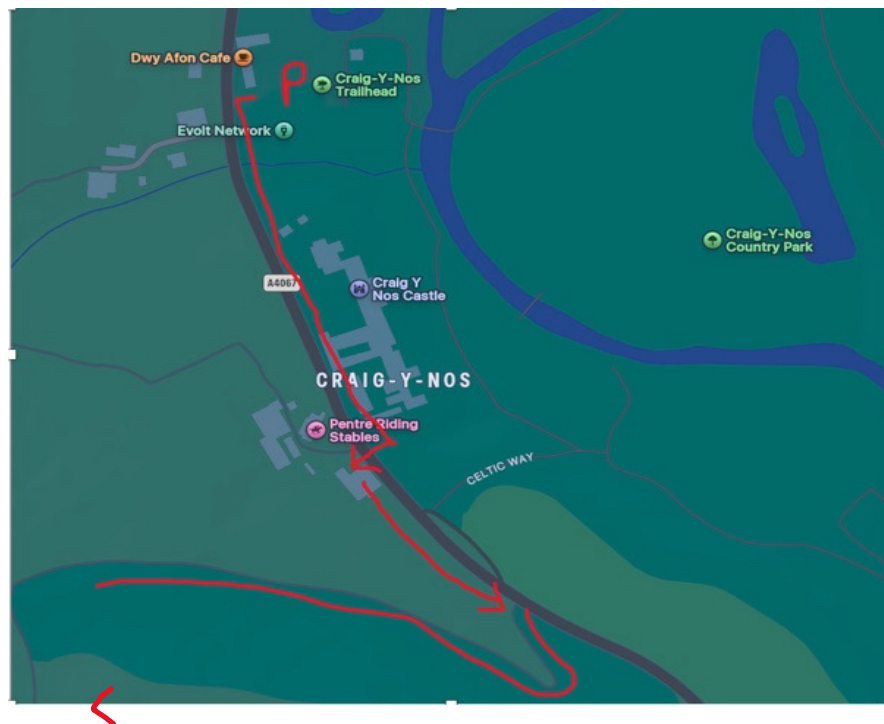 Dwy Afon Cafe
P
Craig-Y-Nos
Trailhead
Evolt Network
Craig-Y-Nos
Country Park
A4067
Craig Y
Nos Castle
CRAIG-Y-NOS
Pentre Riding
Stables
CELTIC WAY